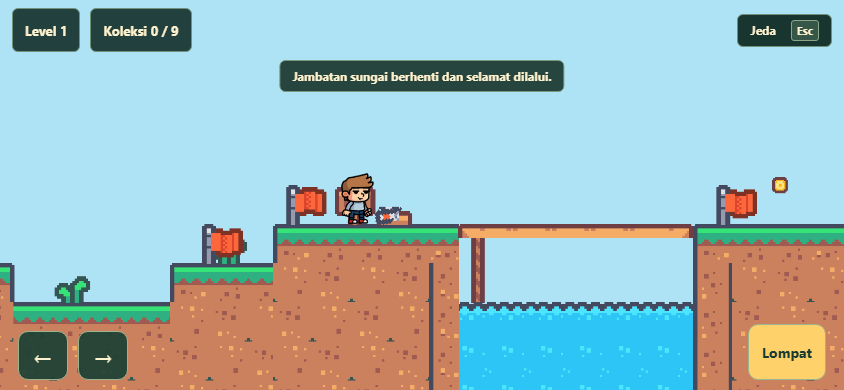 Level 1
Koleksi 0 / 9
Jeda Esc
Jambatan sungai berhenti dan selamat dilalui.
← →
Lompat